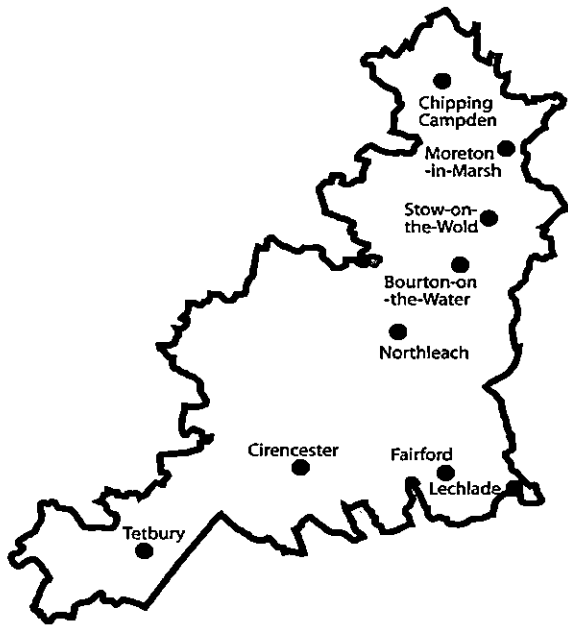 Chipping
Campden
Moreton
-in-Marsh
Stow-on-
the-Wold
Bourton-on
-the-Water
Northleach
Cirencester
Fairford
Lechlade
Tetbury